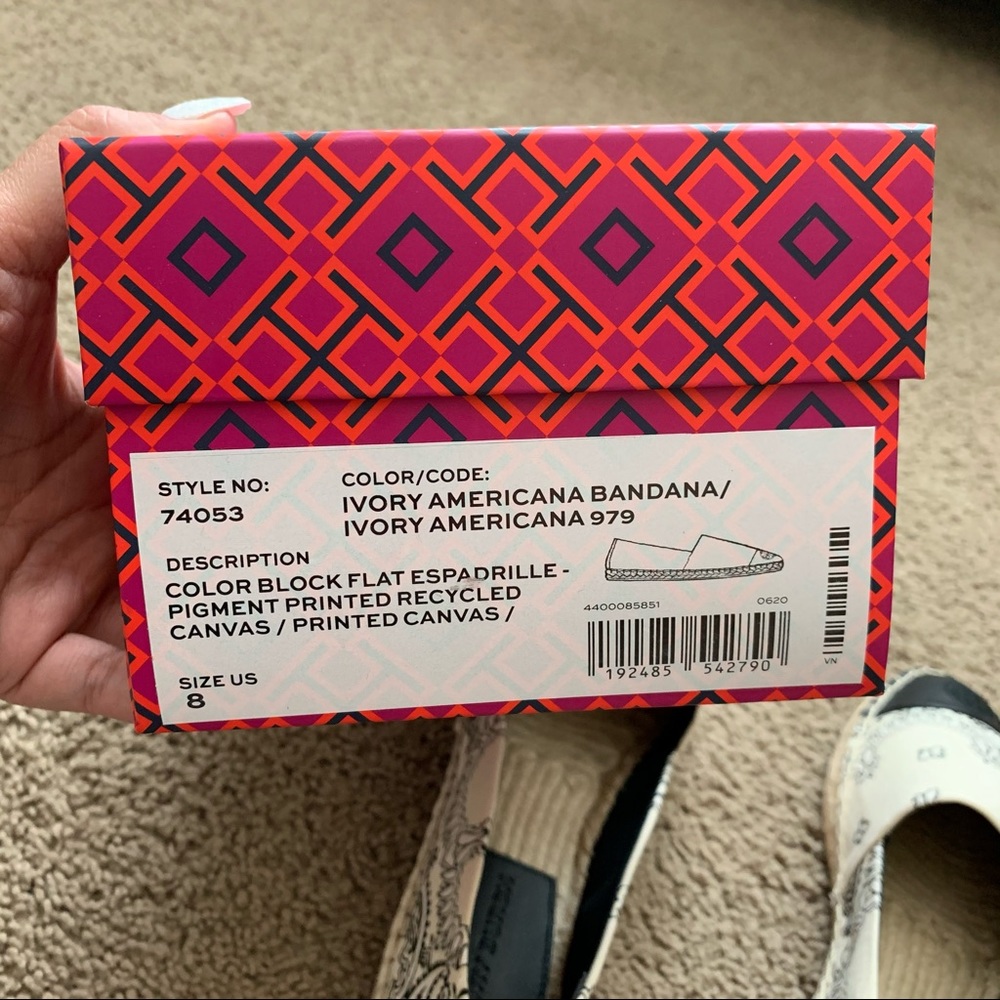 STYLE NO:
74053
COLOR/CODE:
IVORY AMERICANA BANDANA/
IVORY AMERICANA 979
DESCRIPTION
COLOR BLOCK FLAT ESPADRILLE -
PIGMENT PRINTED RECYCLED
CANVAS / PRINTED CANVAS /
SIZE US
8
4400085851 0620
192485 542790
VN